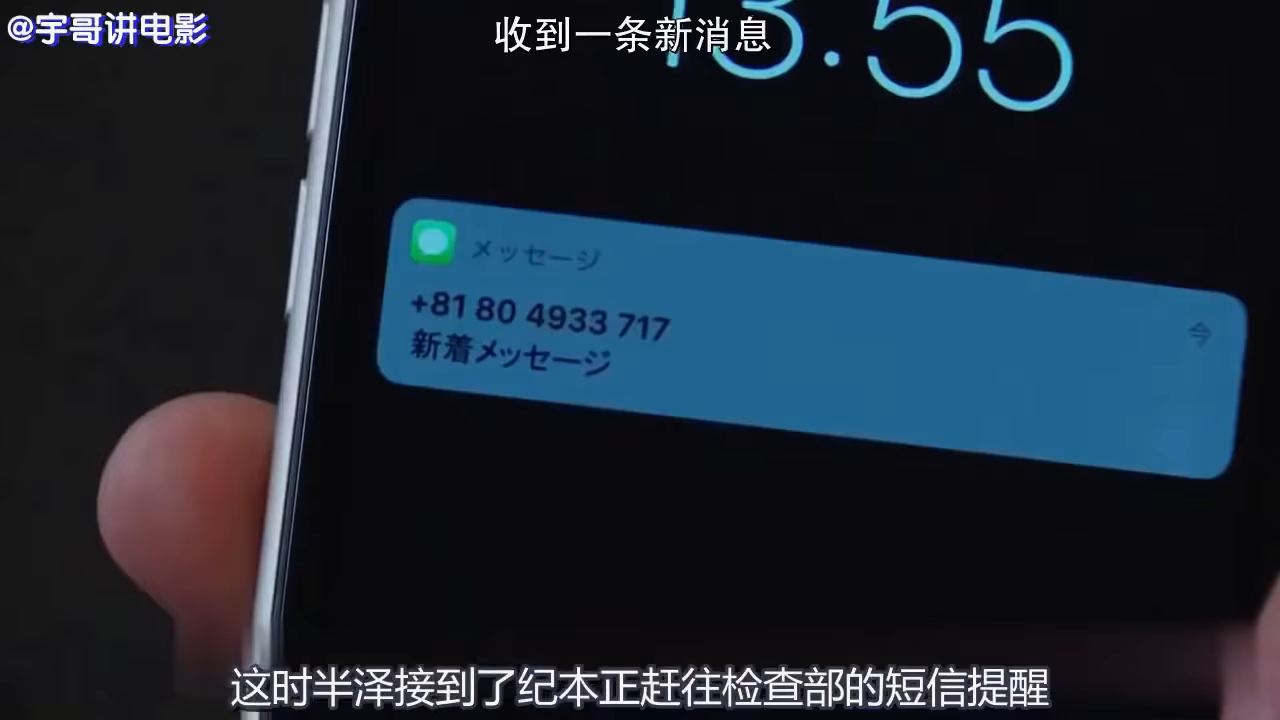 @宇哥讲电影
收到一条新消息
13:55
メッセージ
+81 80 4933 717
今
新着メッセージ
这时半泽接到了纪本正赶往检查部的短信提醒